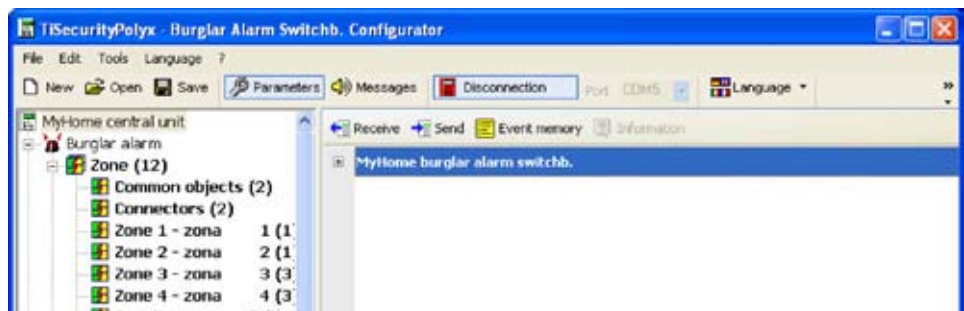 TiSecurityPolyx - Burglar Alarm Switchb. Configurator
File Edit Tools Language ?
New Open Save Parameters Messages Disconnection Port COM5 Language
MyHome central unit
Receive Send Event memory Information
Burglar alarm
MyHome burglar alarm switchb.
Zone (12)
Common objects (2)
Connectors (2)
Zone 1 - zona 1 (1
Zone 2 - zona 2 (1
Zone 3 - zona 3 (3
Zone 4 - zona 4 (3